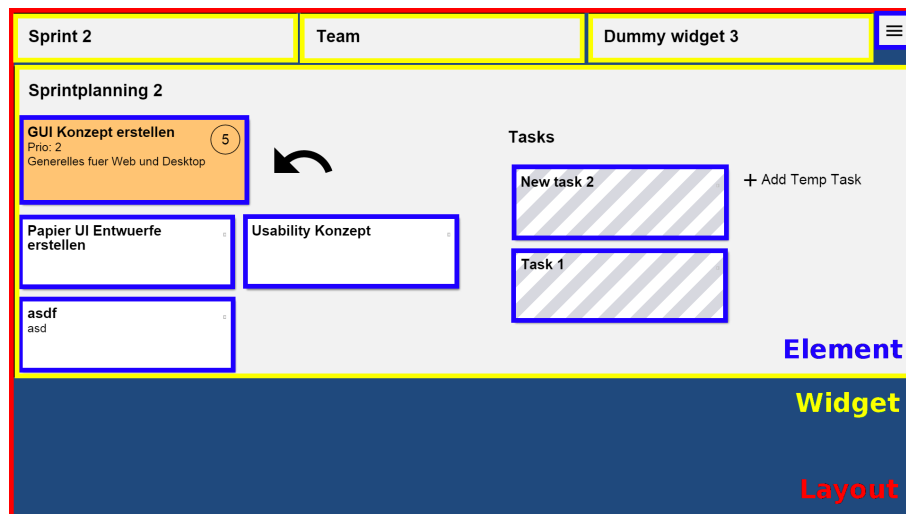 Sprint 2
Team
Dummy widget 3
Sprintplanning 2
GUI Konzept erstellen
5
Prio: 2
Generelles fuer Web und Desktop
Papier UI Entwuerfe
erstellen
c
Usability Konzept
c
asdf
c
asd
Tasks
New task 2
+ Add Temp Task
Task 1
Element
Widget
Layout